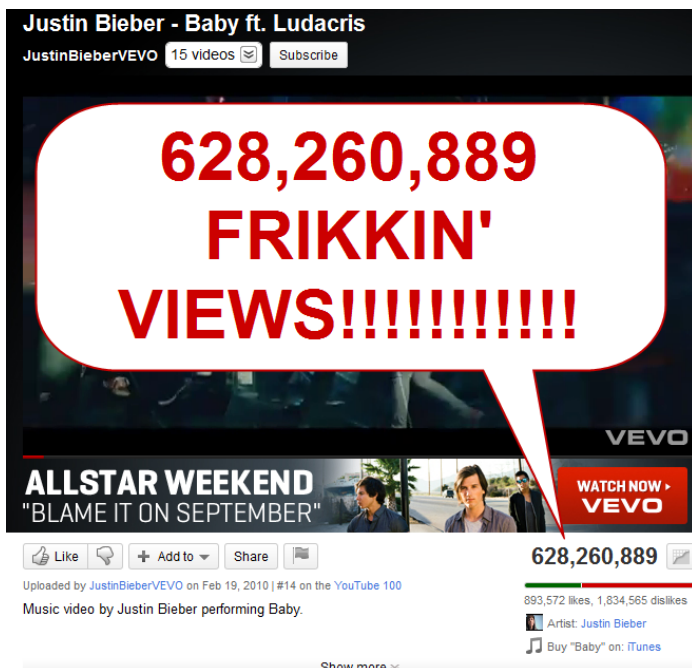 Justin Bieber - Baby ft. Ludacris
JustinBieberVEVO 15 videos Subscribe
628,260,889
FRIKKIN'
VIEWS!!!!!!!!!!!
VEVO
ALLSTAR WEEKEND
"BLAME IT ON SEPTEMBER"
WATCH NOW
VEVO
Like Add to Share
628,260,889
Uploaded by JustinBieberVEVO on Feb 19, 2010 | #14 on the YouTube 100
Music video by Justin Bieber performing Baby.
893,572 likes, 1,834,565 dislikes
Artist: Justin Bieber
Buy "Baby" on: iTunes
Show more